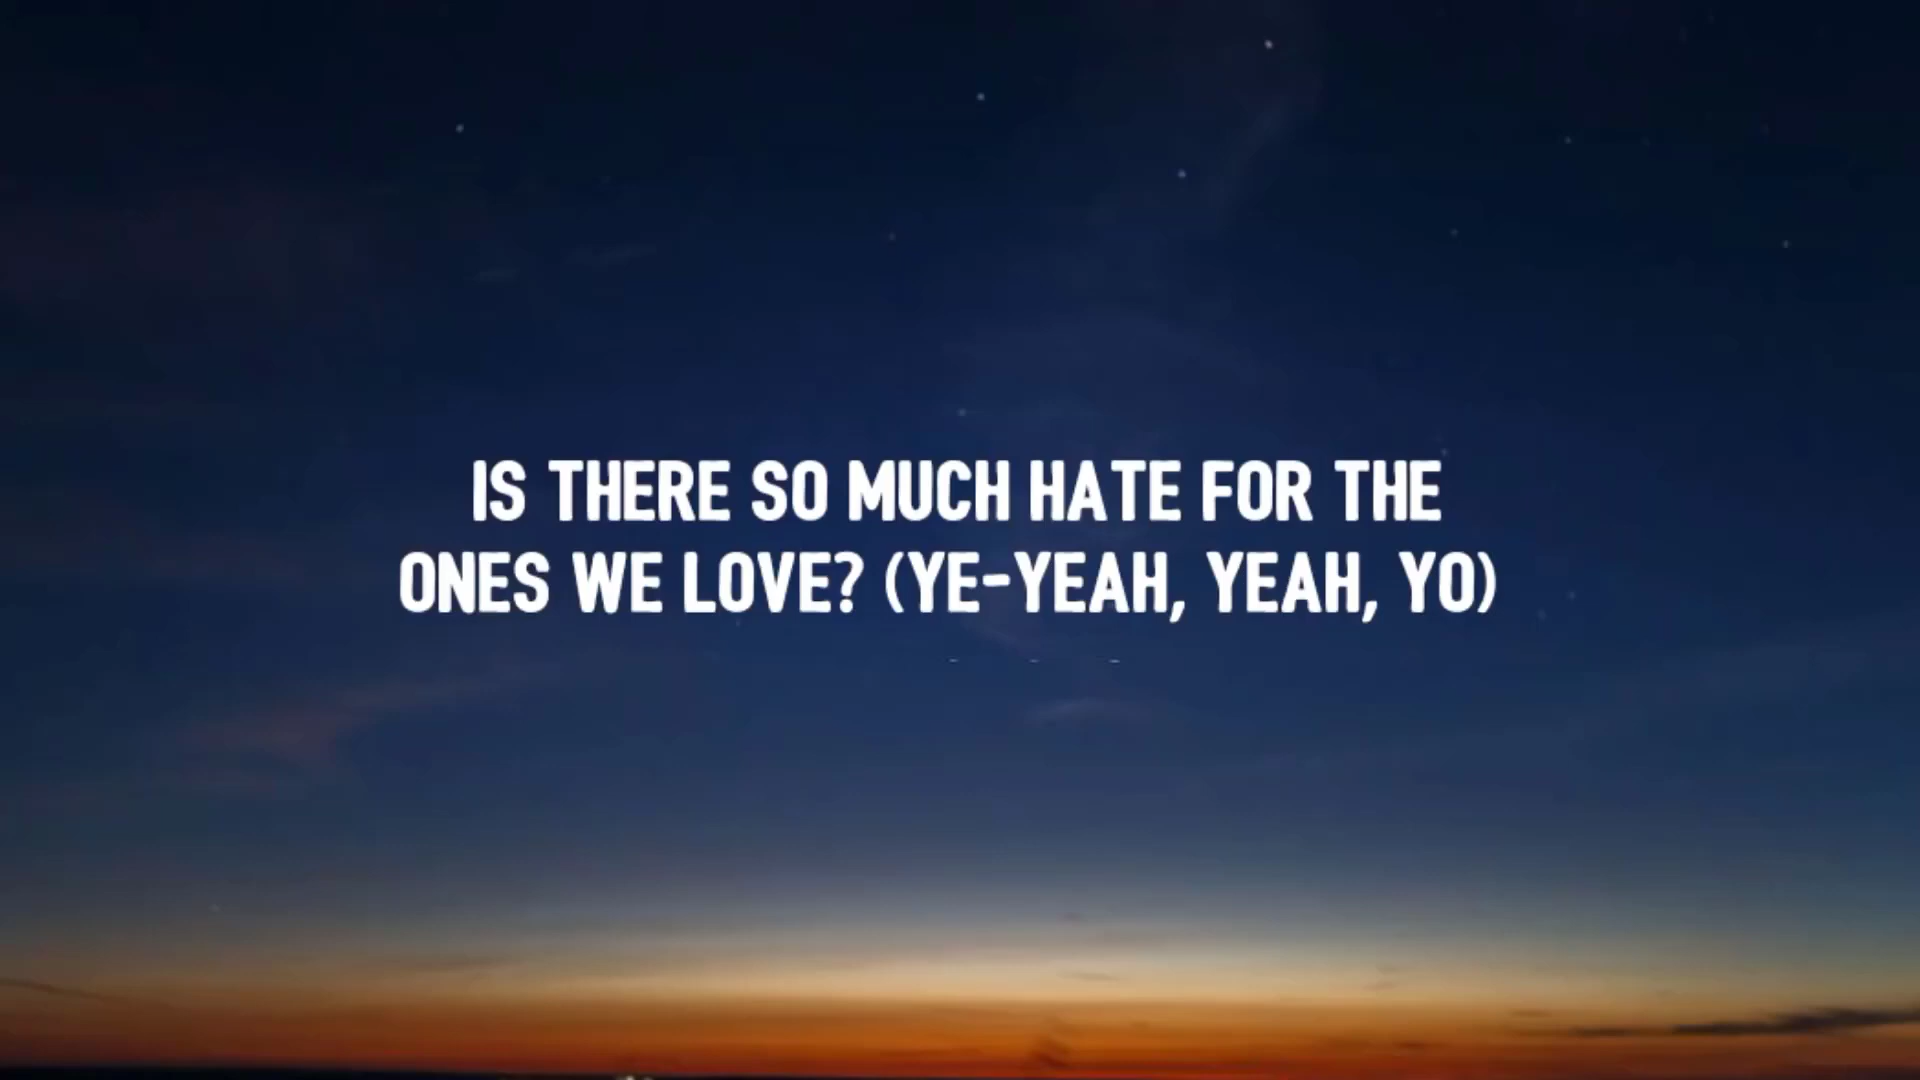 IS THERE SO MUCH HATE FOR THE
ONES WE LOVE? (YE-YEAH, YEAH, YO)